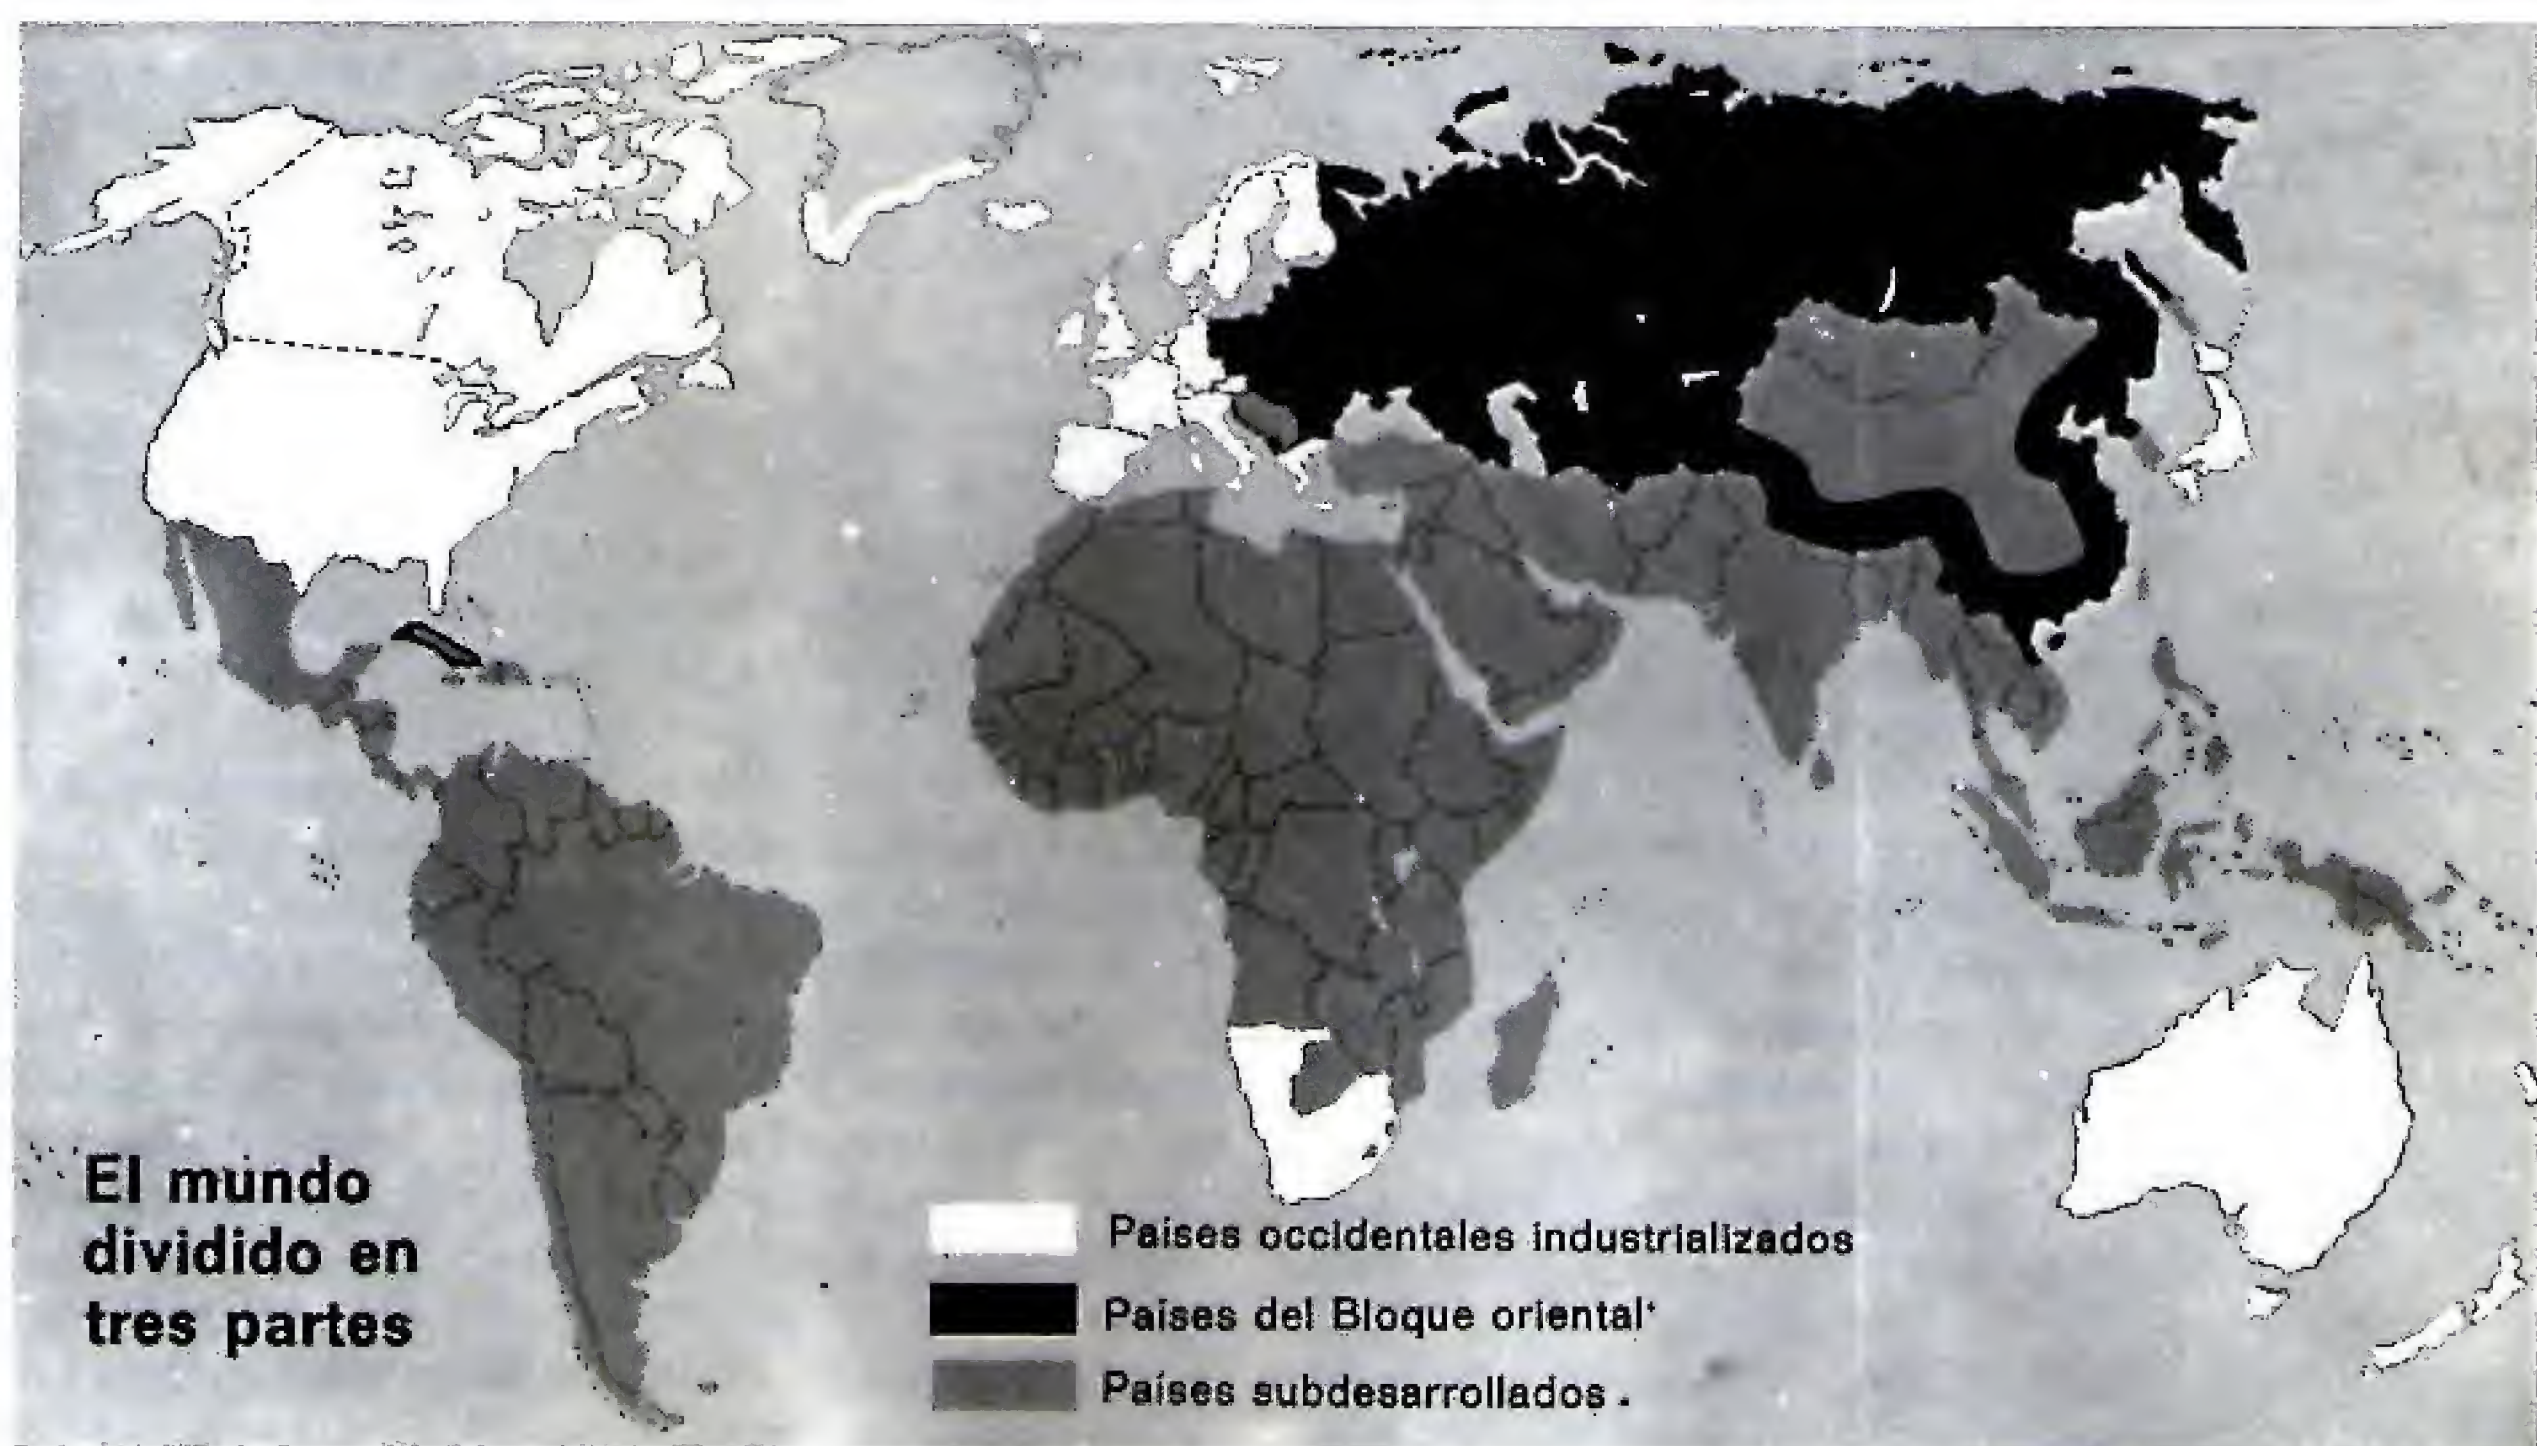 El mundo
dividido en
tres partes
Países occidentales industrializados
Países del Bloque oriental*
Países subdesarrollados.